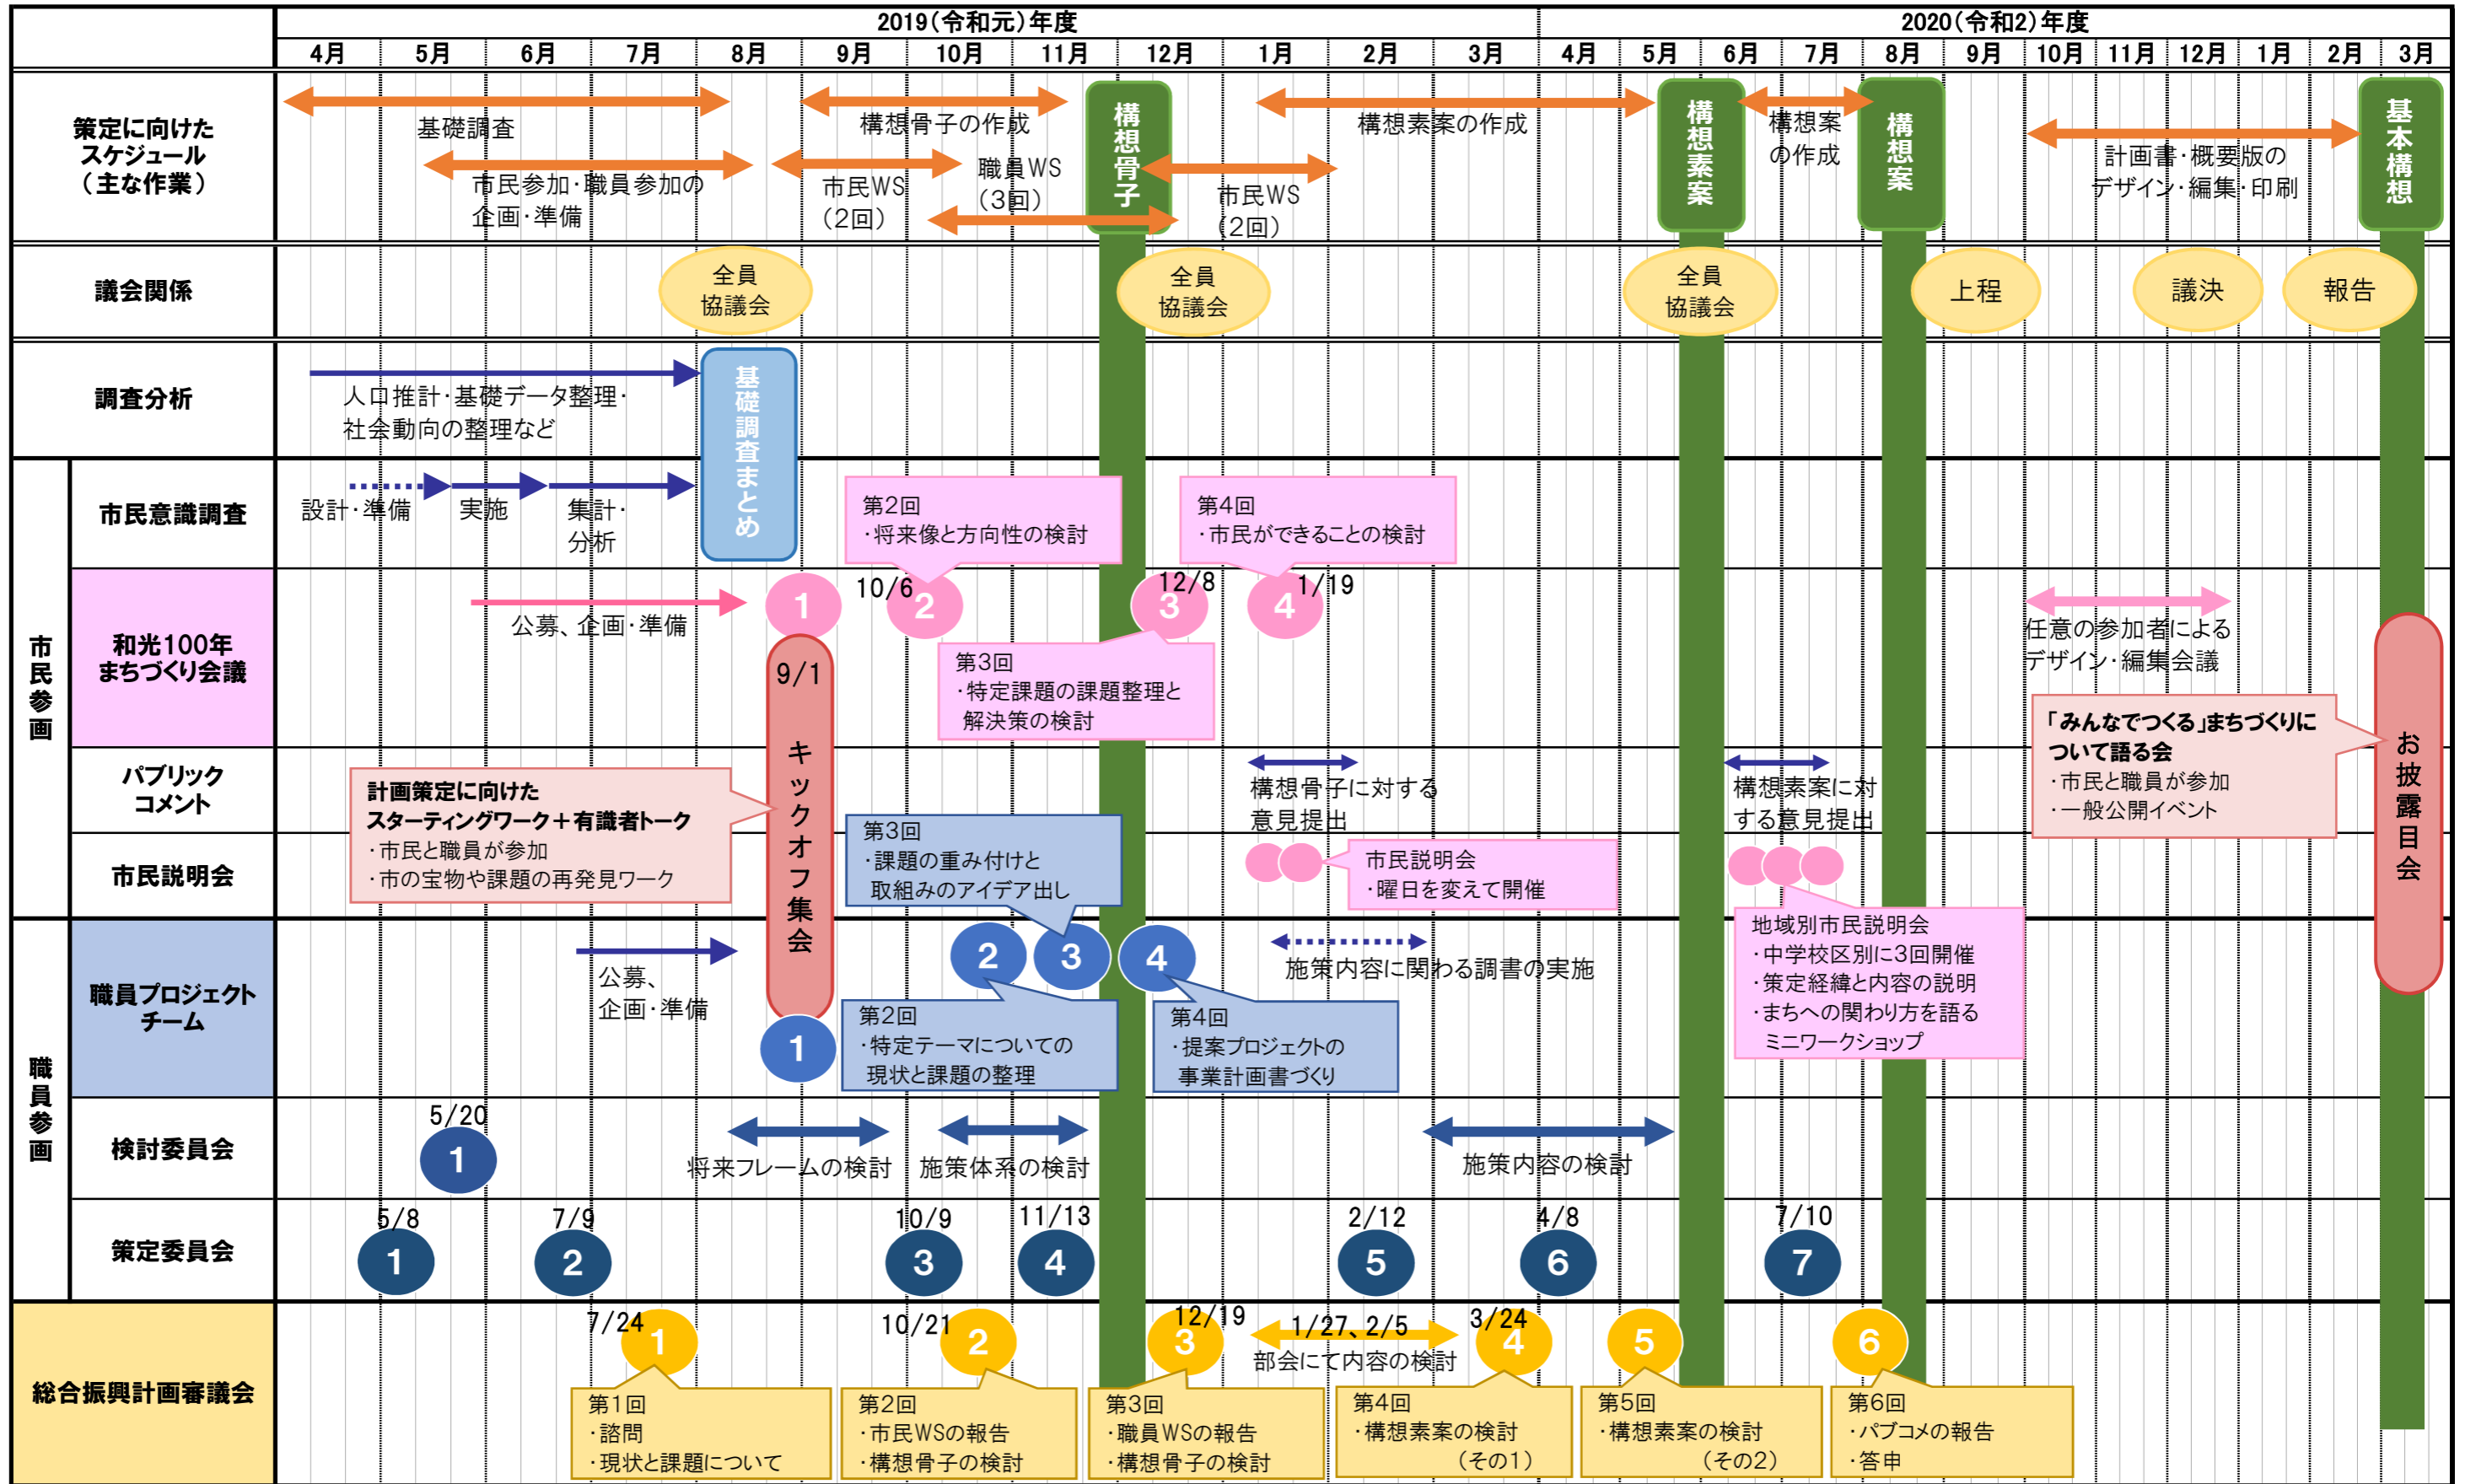 2019(令和元)年度
2020(令和2)年度
4月 5月 6月 7月 8月 9月 10月 11月 12月 1月 2月 3月 4月 5月 6月 7月 8月 9月 10月 11月 12月 1月 2月 3月
策定に向けた
スケジュール
(主な作業)
基礎調査
市民参加・職員参加の
企画・準備
構想骨子の作成
市民WS
(2回)
職員WS
(3回)
構想骨子
市民WS
(2回)
構想素案の作成
構想素案
構想案
の作成
構想案
計画書・概要版の
デザイン・編集・印刷
基本構想
議会関係
全員
協議会
全員
協議会
全員
協議会
上程
議決
報告
調査分析
人口推計・基礎データ整理・
社会動向の整理など
基礎調査まとめ
市民参画
市民意識調査
設計・準備
実施
集計・
分析
第2回
・将来像と方向性の検討
第4回
・市民ができることの検討
和光100年
まちづくり会議
公募、企画・準備
1
10/6
2
12/8
3
1/19
4
第3回
・特定課題の課題整理と
解決策の検討
任意の参加者による
デザイン・編集会議
9/1
キックオフ集会
「みんなでつくる」まちづくりに
ついて語る会
・市民と職員が参加
・一般公開イベント
お披露目会
パブリック
コメント
計画策定に向けた
スターティングワーク+有識者トーク
・市民と職員が参加
・市の宝物や課題の再発見ワーク
構想骨子に対する
意見提出
構想素案に対
する意見提出
市民説明会
第3回
・課題の重み付けと
取組みのアイデア出し
市民説明会
・曜日を変えて開催
地域別市民説明会
・中学校区別に3回開催
・策定経緯と内容の説明
・まちへの関わり方を語る
ミニワークショップ
職員参画
職員プロジェクト
チーム
公募、
企画・準備
1
2
3
4
第2回
・特定テーマについての
現状と課題の整理
第4回
・提案プロジェクトの
事業計画書づくり
施策内容に関わる調書の実施
検討委員会
5/20
1
将来フレームの検討
施策体系の検討
施策内容の検討
策定委員会
5/8
1
7/9
2
10/9
3
11/13
4
2/12
5
4/8
6
7/10
7
総合振興計画審議会
7/24
1
10/21
2
12/19
3
1/27、2/5
部会にて内容の検討
3/24
4
5
6
第1回
・諮問
・現状と課題について
第2回
・市民WSの報告
・構想骨子の検討
第3回
・職員WSの報告
・構想骨子の検討
第4回
・構想素案の検討
(その1)
第5回
・構想素案の検討
(その2)
第6回
・パブコメの報告
・答申